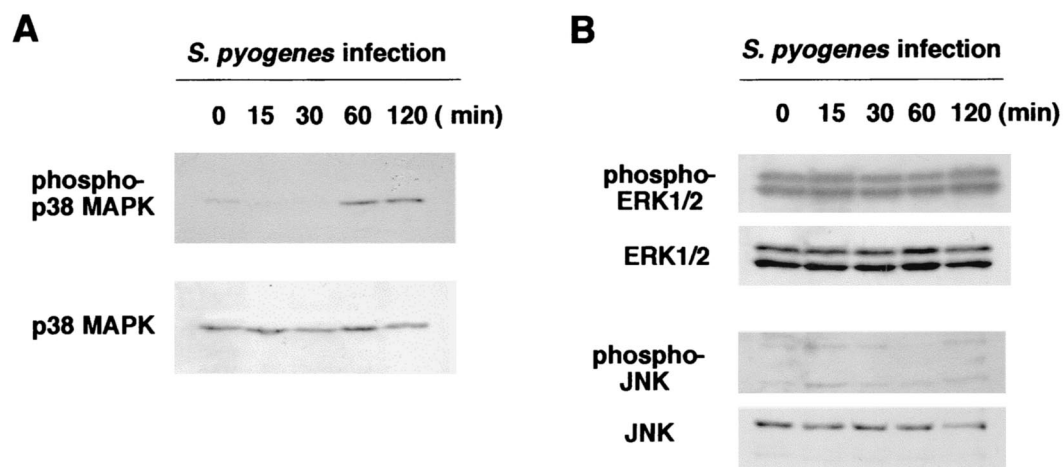 A
S. pyogenes infection
0 15 30 60 120 ( min)
phospho-
p38 MAPK
p38 MAPK
B
S. pyogenes infection
0 15 30 60 120 (min)
phospho-
ERK1/2
ERK1/2
phospho-
JNK
JNK